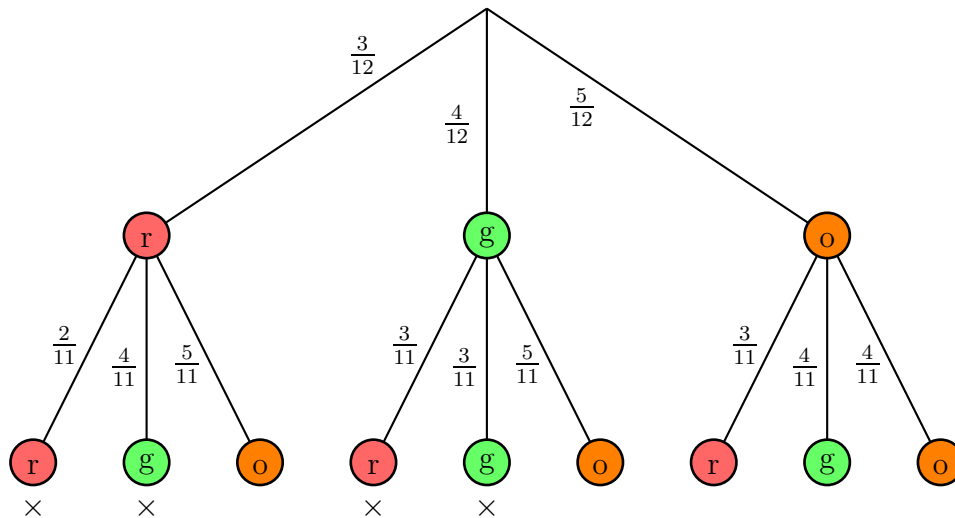 3/12
4/12
5/12
r g o
2/11 4/11 5/11 3/11 3/11 5/11 3/11 4/11 4/11
r g o r g o r g o
× × × ×